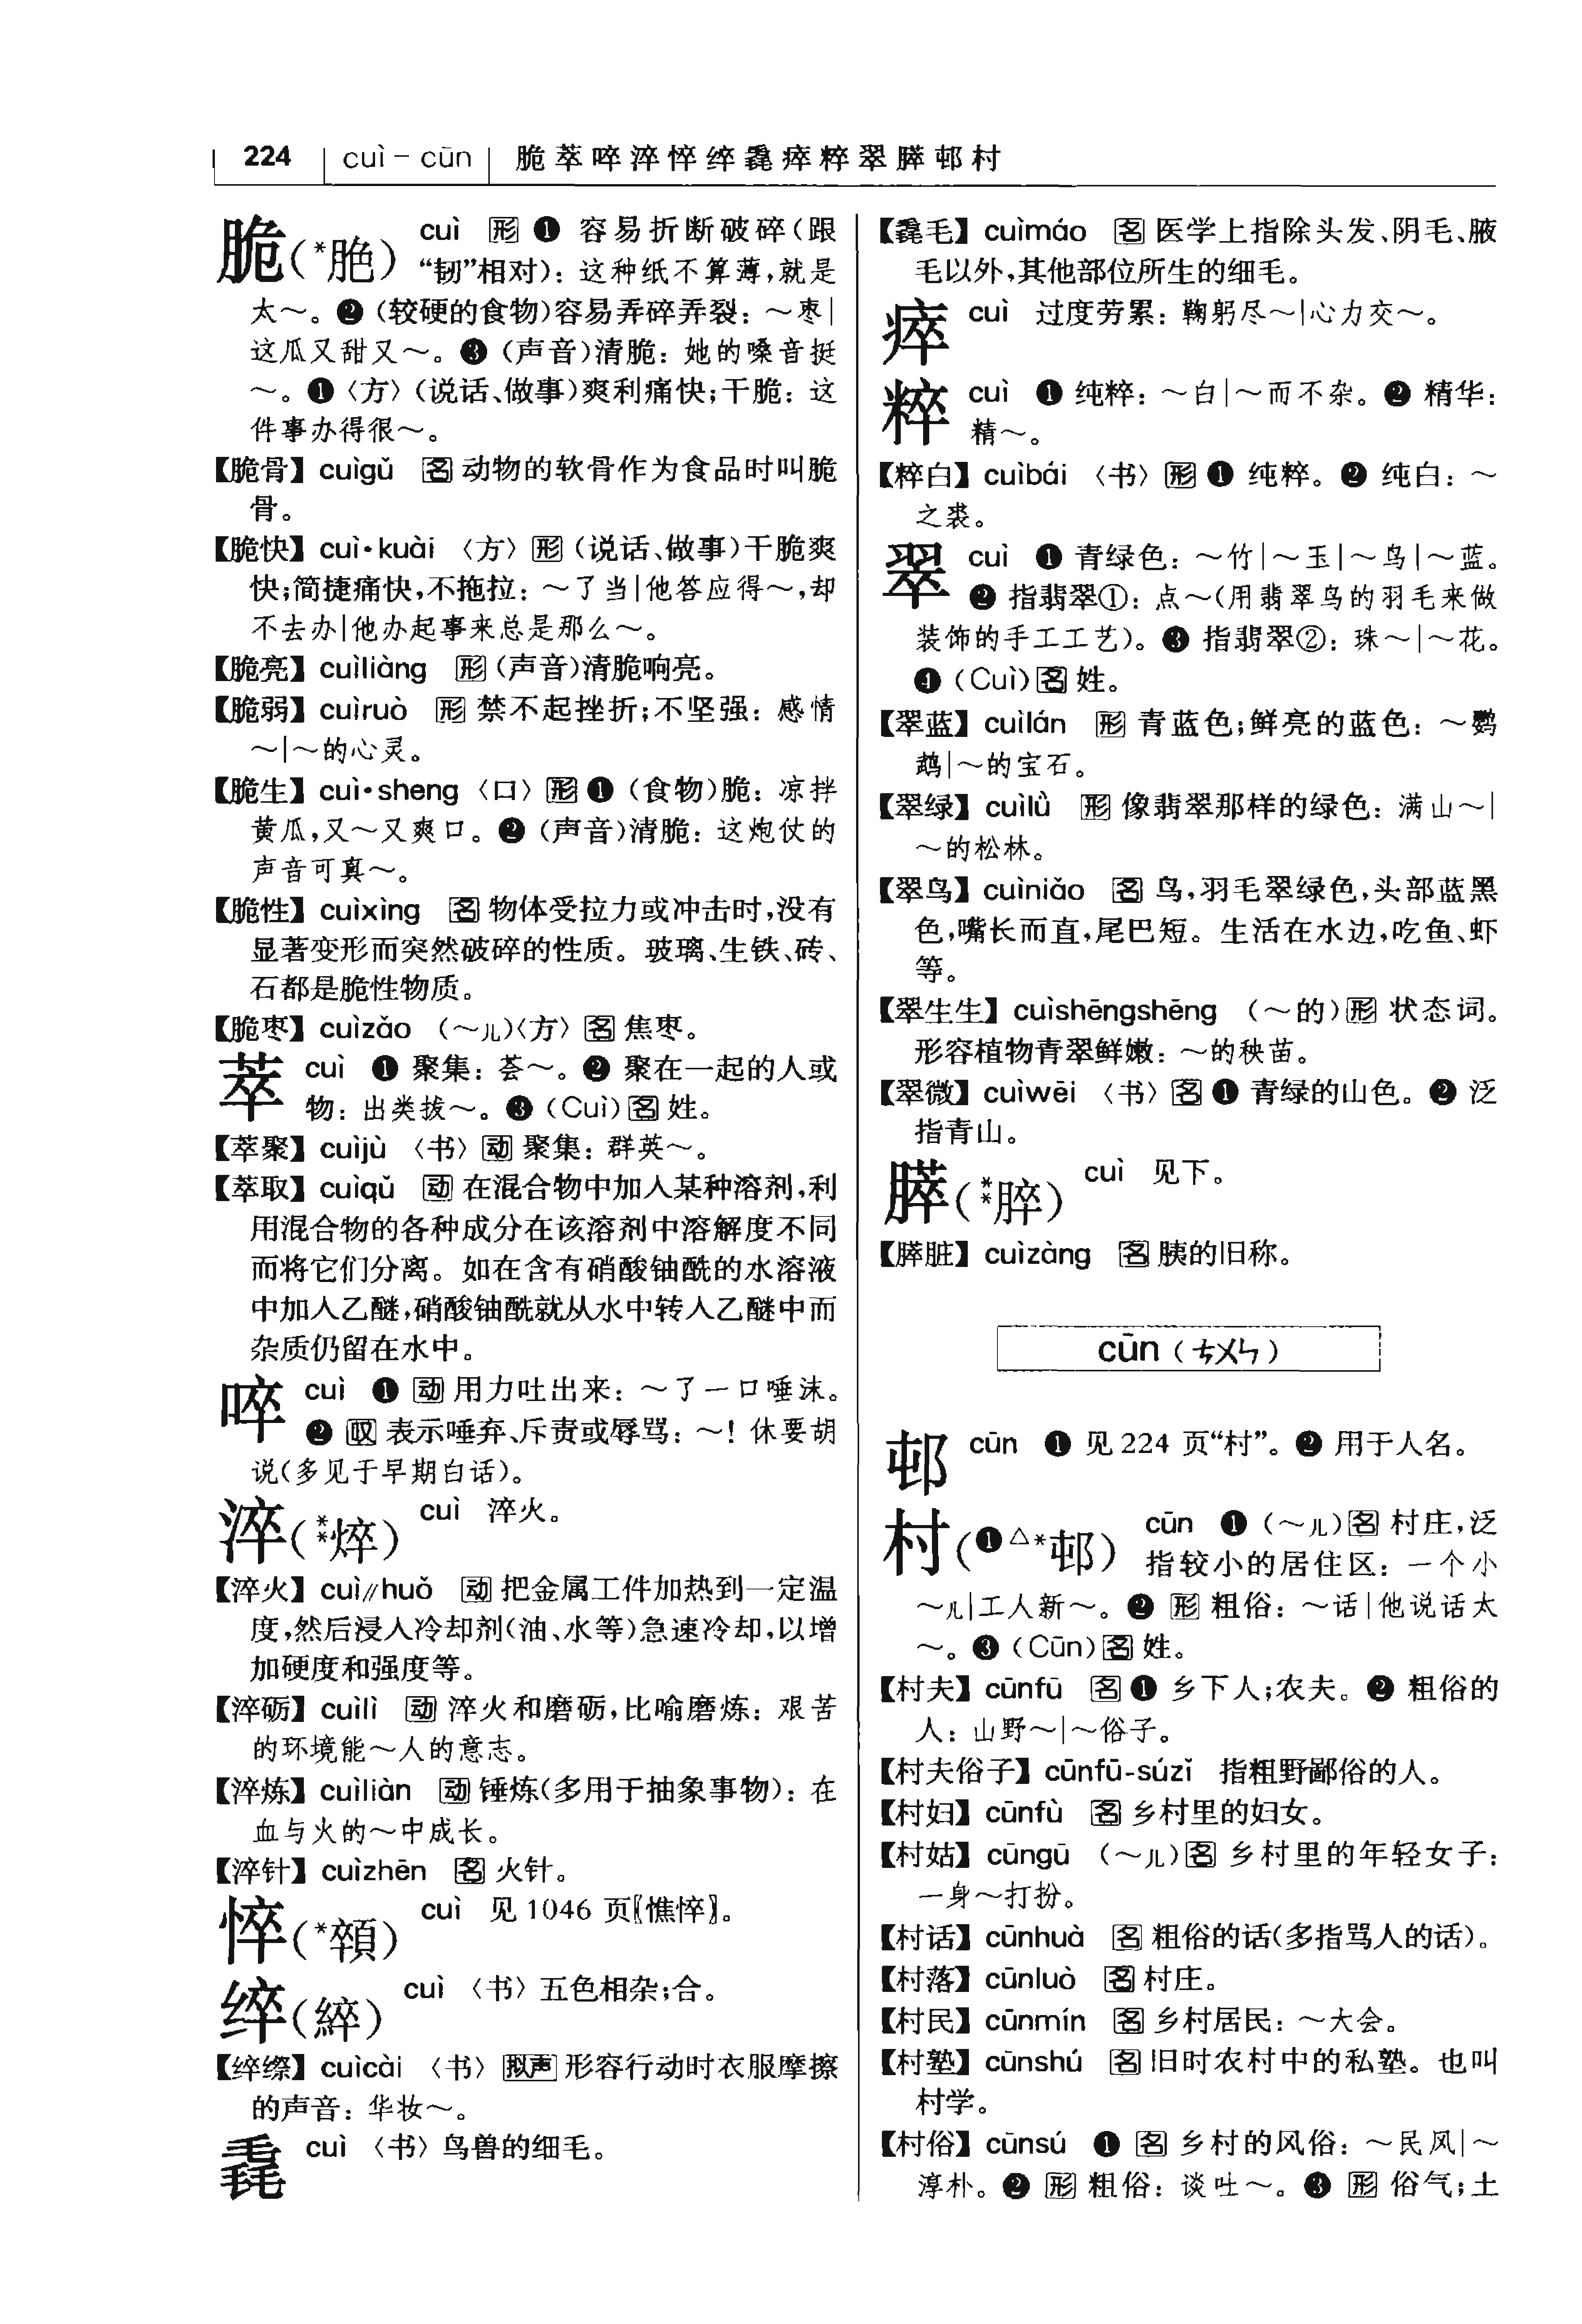 224 cuì－cūn 脆萃啐淬悴绰毳瘁粹翠膵邨村
脆(*脃) cuì 形 ❶ 容易折断破碎(跟
“韧”相对)：这种纸不算薄，就是
太～。❷ (较硬的食物)容易弄碎弄裂：～枣|
这瓜又甜又～。❸ (声音)清脆：她的嗓音挺
～。❹〈方〉(说话、做事)爽利痛快；干脆：这
件事办得很～。
【脆骨】 cuìgǔ 名 动物的软骨作为食品时叫脆
骨。
【脆快】 cuì·kuài 〈方〉形 (说话、做事)干脆爽
快；简捷痛快，不拖拉：～了当|他答应得～，却
不去办|他办起事来总是那么～。
【脆亮】 cuìliàng 形 (声音)清脆响亮。
【脆弱】 cuìruò 形 禁不起挫折；不坚强：感情
～|～的心灵。
【脆生】 cuì·sheng 〈口〉形 ❶ (食物)脆：凉拌
黄瓜，又～又爽口。❷ (声音)清脆：这炮仗的
声音可真～。
【脆性】 cuìxìng 名 物体受拉力或冲击时，没有
显著变形而突然破碎的性质。玻璃、生铁、砖、
石都是脆性物质。
【脆枣】 cuìzǎo (～儿)〈方〉名 焦枣。
萃 cuì ❶ 聚集：荟～。❷ 聚在一起的人或
物：出类拔～。❸ (Cuì) 名 姓。
【萃聚】 cuìjù 〈书〉动 聚集：群英～。
【萃取】 cuìqǔ 动 在混合物中加入某种溶剂，利
用混合物的各种成分在该溶剂中溶解度不同
而将它们分离。如在含有硝酸铀酰的水溶液
中加入乙醚，硝酸铀酰就从水中转入乙醚中而
杂质仍留在水中。
啐 cuì ❶ 动 用力吐出来：～了一口唾沫。
❷ 叹 表示唾弃、斥责或辱骂：～！休要胡
说(多见于早期白话)。
淬(**焠) cuì 淬火。
【淬火】 cuì//huǒ 动 把金属工件加热到一定温
度，然后浸入冷却剂(油、水等)急速冷却，以增
加硬度和强度等。
【淬砺】 cuìlì 动 淬火和磨砺，比喻磨炼：艰苦
的环境能～人的意志。
【淬炼】 cuìliàn 动 锤炼(多用于抽象事物)：在
血与火的～中成长。
【淬针】 cuìzhēn 名 火针。
悴(*顇) cuì 见 1046 页〖憔悴〗。
綷(綷) cuì 〈书〉五色相杂；合。
【綷縩】 cuìcài 〈书〉拟声 形容行动时衣服摩擦
的声音：华妆～。
毳 cuì 〈书〉鸟兽的细毛。
【毳毛】 cuìmáo 名 医学上指除头发、阴毛、腋
毛以外，其他部位所生的细毛。
瘁 cuì 过度劳累：鞠躬尽～|心力交～。
粹 cuì ❶ 纯粹：～白|～而不杂。❷ 精华：
精～。
【粹白】 cuìbái 〈书〉形 ❶ 纯粹。❷ 纯白：～
之裘。
翠 cuì ❶ 青绿色：～竹|～玉|～鸟|～蓝。
❷ 指翡翠①：点～(用翡翠鸟的羽毛来做
装饰的手工工艺)。❸ 指翡翠②：珠～|～花。
❹ (Cuì) 名 姓。
【翠蓝】 cuìlán 形 青蓝色；鲜亮的蓝色：～鹦
鹉|～的宝石。
【翠绿】 cuìlǜ 形 像翡翠那样的绿色：满山～|
～的松林。
【翠鸟】 cuìniǎo 名 鸟，羽毛翠绿色，头部蓝黑
色，嘴长而直，尾巴短。生活在水边，吃鱼、虾
等。
【翠生生】 cuìshēngshēng (～的) 形 状态词。
形容植物青翠鲜嫩：～的秧苗。
【翠微】 cuìwēi 〈书〉名 ❶ 青绿的山色。❷ 泛
指青山。
膵(**脺) cuì 见下。
【膵脏】 cuìzàng 名 胰的旧称。
cūn (ㄘㄨㄣ)
邨 cūn ❶ 见 224 页“村”。❷ 用于人名。
村(❶△*邨) cūn ❶ (～儿) 名 村庄，泛
指较小的居住区：一个小
～儿|工人新～。❷ 形 粗俗：～话|他说话太
～。❸ (Cūn) 名 姓。
【村夫】 cūnfū 名 ❶ 乡下人；农夫。❷ 粗俗的
人：山野～|～俗子。
【村夫俗子】 cūnfū-súzǐ 指粗野鄙俗的人。
【村妇】 cūnfù 名 乡村里的妇女。
【村姑】 cūngū (～儿) 名 乡村里的年轻女子：
一身～打扮。
【村话】 cūnhuà 名 粗俗的话(多指骂人的话)。
【村落】 cūnluò 名 村庄。
【村民】 cūnmín 名 乡村居民：～大会。
【村塾】 cūnshú 名 旧时农村中的私塾。也叫
村学。
【村俗】 cūnsú ❶ 名 乡村的风俗：～民风|～
淳朴。❷ 形 粗俗：谈吐～。❸ 形 俗气；土